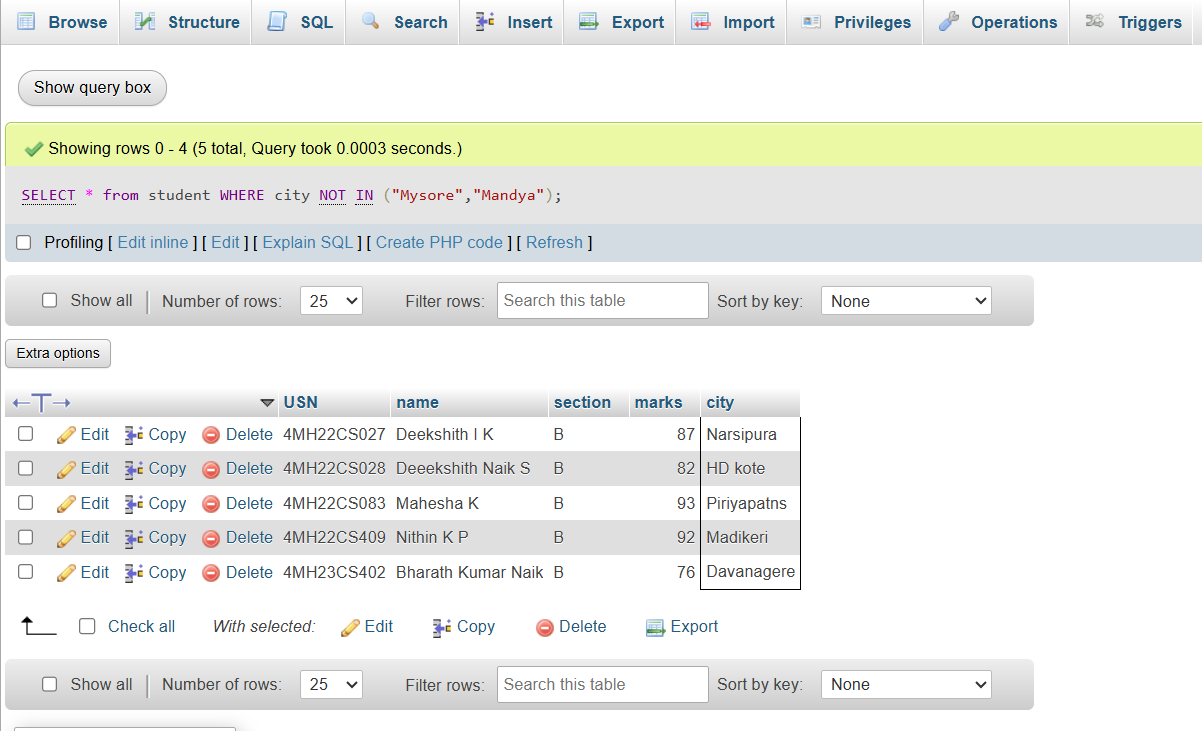 Browse Structure SQL Search Insert Export Import Privileges Operations Triggers
Show query box
Showing rows 0 - 4 (5 total, Query took 0.0003 seconds.)
SELECT * from student WHERE city NOT IN ("Mysore","Mandya");
Profiling [ Edit inline ] [ Edit ] [ Explain SQL ] [ Create PHP code ] [ Refresh ]
Show all Number of rows: 25 Filter rows: Search this table Sort by key: None
Extra options
←T→ USN name section marks city
Edit Copy Delete 4MH22CS027 Deekshith I K B 87 Narsipura
Edit Copy Delete 4MH22CS028 Deeekshith Naik S B 82 HD kote
Edit Copy Delete 4MH22CS083 Mahesha K B 93 Piriyapatns
Edit Copy Delete 4MH22CS409 Nithin K P B 92 Madikeri
Edit Copy Delete 4MH23CS402 Bharath Kumar Naik B 76 Davanagere
Check all With selected: Edit Copy Delete Export
Show all Number of rows: 25 Filter rows: Search this table Sort by key: None